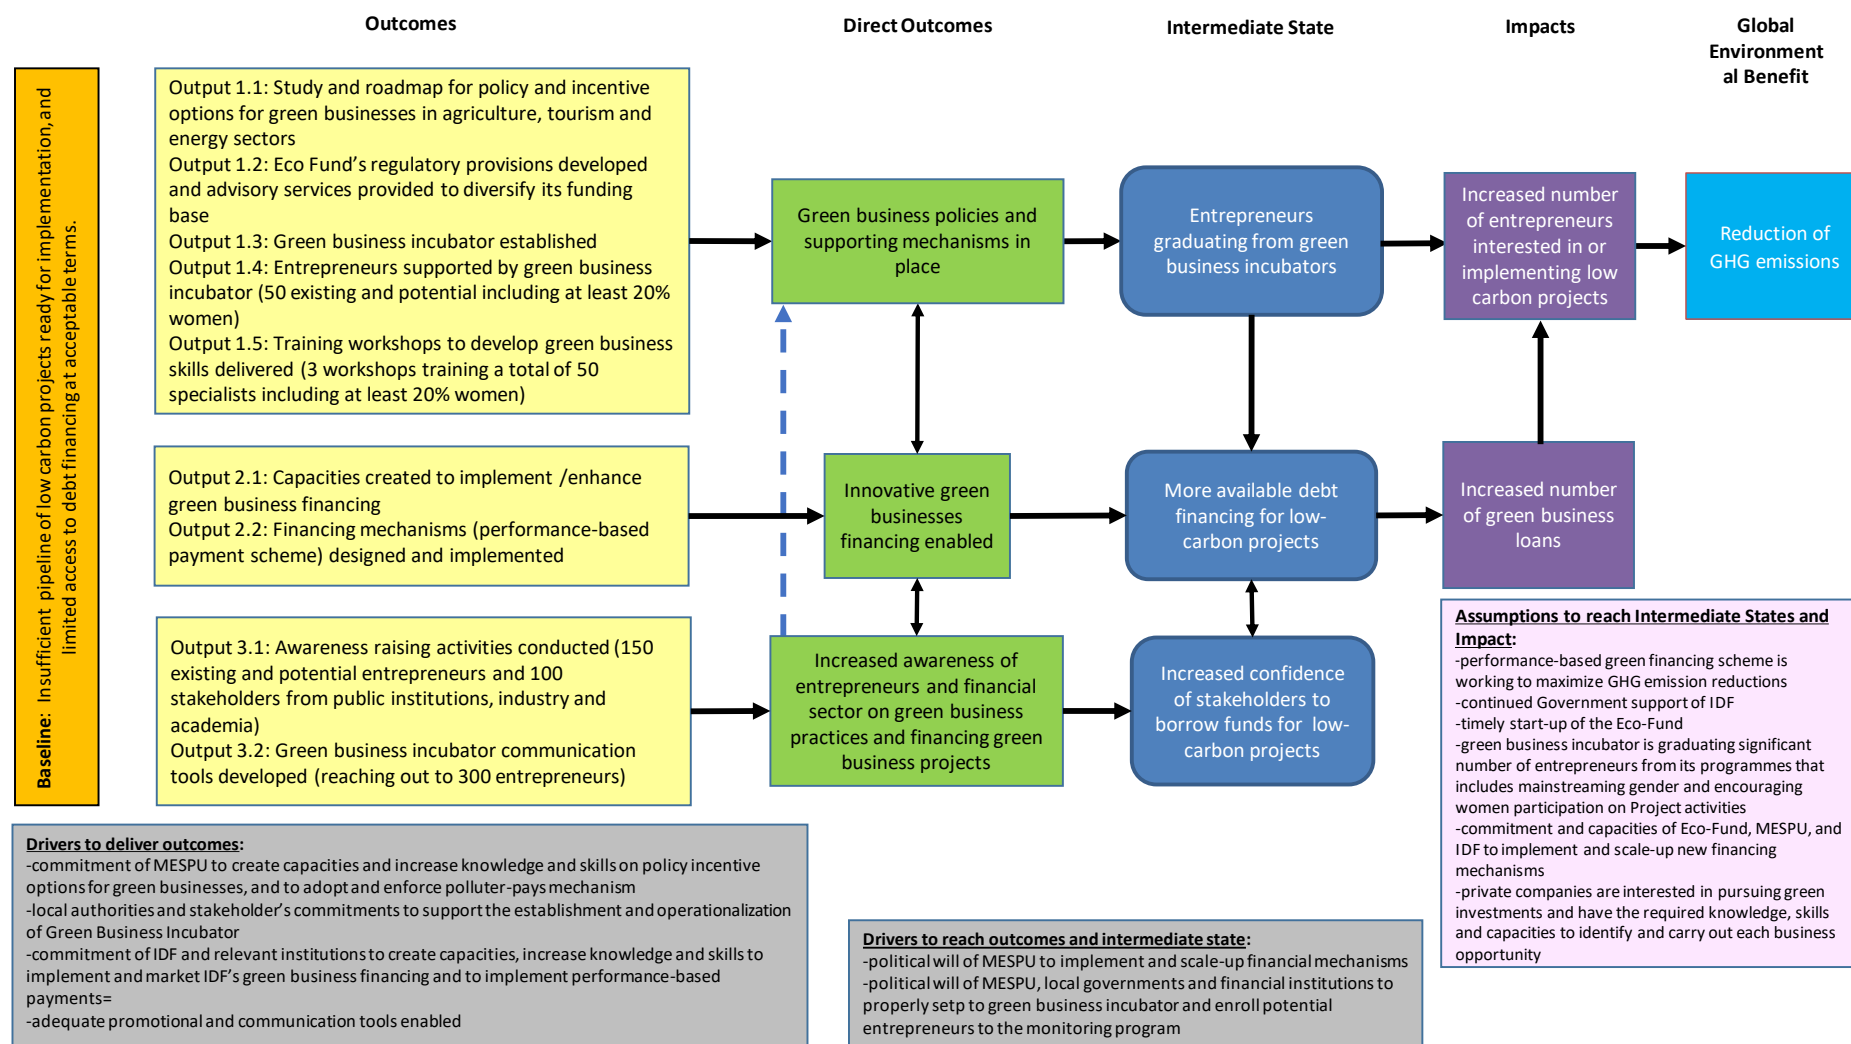 Outcomes
Direct Outcomes
Intermediate State
Impacts
Global
Environment
al Benefit
Baseline: Insufficient pipeline of low carbon projects ready for implementation, and
limited access to debt financing at acceptable terms.
Output 1.1: Study and roadmap for policy and incentive
options for green businesses in agriculture, tourism and
energy sectors
Output 1.2: Eco Fund's regulatory provisions developed
and advisory services provided to diversify its funding
base
Output 1.3: Green business incubator established
Output 1.4: Entrepreneurs supported by green business
incubator (50 existing and potential including at least 20%
women)
Output 1.5: Training workshops to develop green business
skills delivered (3 workshops training a total of 50
specialists including at least 20% women)
Green business policies and
supporting mechanisms in
place
Entrepreneurs
graduating from green
business incubators
Increased number
of entrepreneurs
interested in or
implementing low
carbon projects
Reduction of
GHG emissions
Output 2.1: Capacities created to implement /enhance
green business financing
Output 2.2: Financing mechanisms (performance-based
payment scheme) designed and implemented
Innovative green
businesses
financing enabled
More available debt
financing for low-
carbon projects
Increased number
of green business
loans
Output 3.1: Awareness raising activities conducted (150
existing and potential entrepreneurs and 100
stakeholders from public institutions, industry and
academia)
Output 3.2: Green business incubator communication
tools developed (reaching out to 300 entrepreneurs)
Increased awareness of
entrepreneurs and financial
sector on green business
practices and financing green
business projects
Increased confidence
of stakeholders to
borrow funds for low-
carbon projects
Assumptions to reach Intermediate States and
Impact:
-performance-based green financing scheme is
working to maximize GHG emission reductions
-continued Government support of IDF
-timely start-up of the Eco-Fund
-green business incubator is graduating significant
number of entrepreneurs from its programmes that
includes mainstreaming gender and encouraging
women participation on Project activities
-commitment and capacities of Eco-Fund, MESPU, and
IDF to implement and scale-up new financing
mechanisms
-private companies are interested in pursuing green
investments and have the required knowledge, skills
and capacities to identify and carry out each business
opportunity
Drivers to deliver outcomes:
-commitment of MESPU to create capacities and increase knowledge and skills on policy incentive
options for green businesses, and to adopt and enforce polluter-pays mechanism
-local authorities and stakeholder's commitments to support the establishment and operationalization
of Green Business Incubator
-commitment of IDF and relevant institutions to create capacities, increase knowledge and skills to
implement and market IDF's green business financing and to implement performance-based
payments=
-adequate promotional and communication tools enabled
Drivers to reach outcomes and intermediate state:
-political will of MESPU to implement and scale-up financial mechanisms
-political will of MESPU, local governments and financial institutions to
properly setp to green business incubator and enroll potential
entrepreneurs to the monitoring program